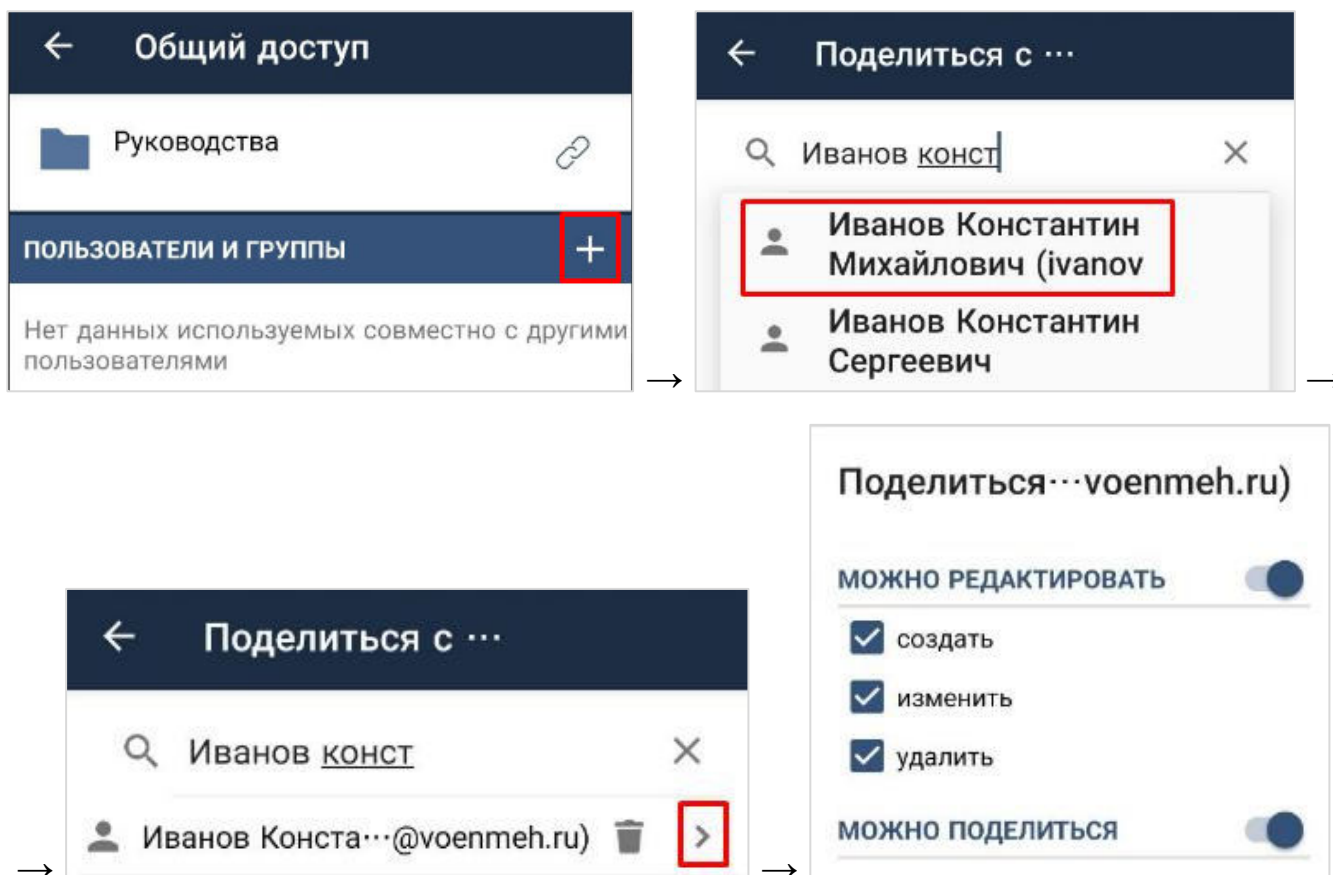 Общий доступ
Руководства
ПОЛЬЗОВАТЕЛИ И ГРУППЫ
Нет данных используемых совместно с другими
пользователями
→
Поделиться с ···
Иванов конст
Иванов Константин
Михайлович (ivanov
Иванов Константин
Сергеевич
→
→
Поделиться с ···
Иванов конст
Иванов Конста···@voenmeh.ru)
→
Поделиться···voenmeh.ru)
МОЖНО РЕДАКТИРОВАТЬ
создать
изменить
удалить
МОЖНО ПОДЕЛИТЬСЯ